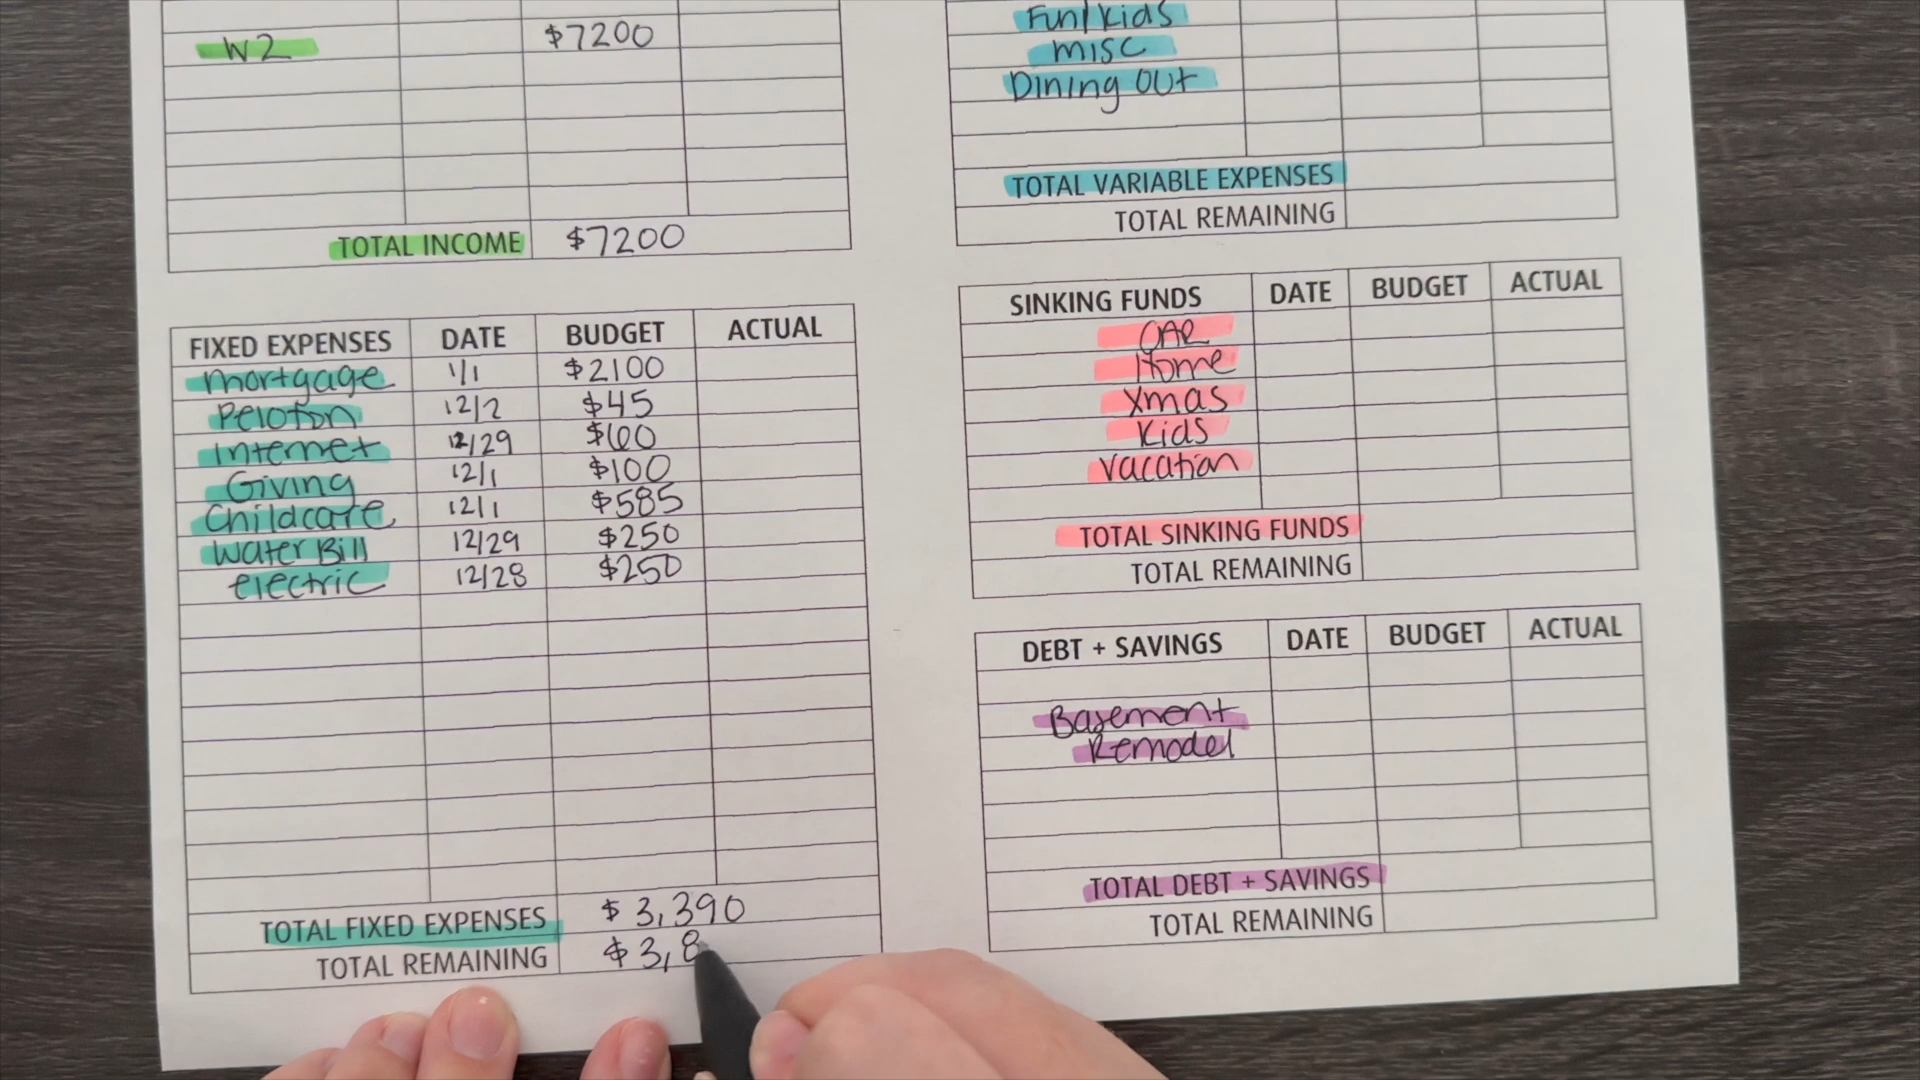 W2 $7200
TOTAL INCOME $7200
FIXED EXPENSES DATE BUDGET ACTUAL
mortgage 1/1 $2100
Peloton 12/2 $45
Internet 12/29 $60
Giving 12/1 $100
Childcare 12/1 $585
Water Bill 12/29 $250
electric 12/28 $250
TOTAL FIXED EXPENSES $3,390
TOTAL REMAINING $3,8
Fun/kids
misc
Dining Out
TOTAL VARIABLE EXPENSES
TOTAL REMAINING
SINKING FUNDS DATE BUDGET ACTUAL
CAR
Home
Xmas
Kids
Vacation
TOTAL SINKING FUNDS
TOTAL REMAINING
DEBT + SAVINGS DATE BUDGET ACTUAL
Basement
Remodel
TOTAL DEBT + SAVINGS
TOTAL REMAINING